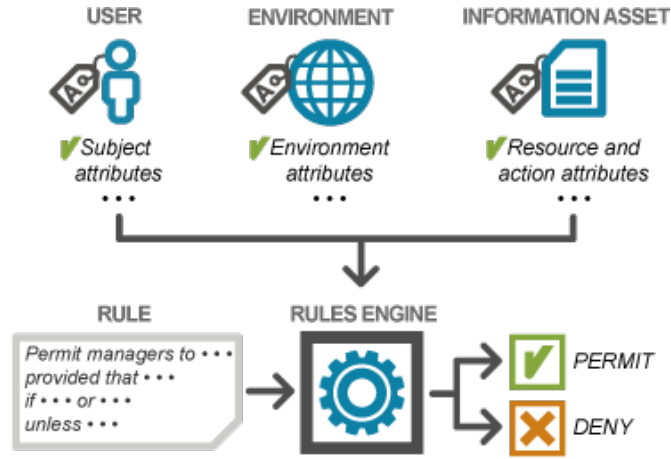 USER
ENVIRONMENT
INFORMATION ASSET
A
A
A
Subject
attributes
• • •
Environment
attributes
• • •
Resource and
action attributes
• • •
RULE
Permit managers to • • •
provided that • • •
if • • • or • • •
unless • • •
RULES ENGINE
PERMIT
DENY